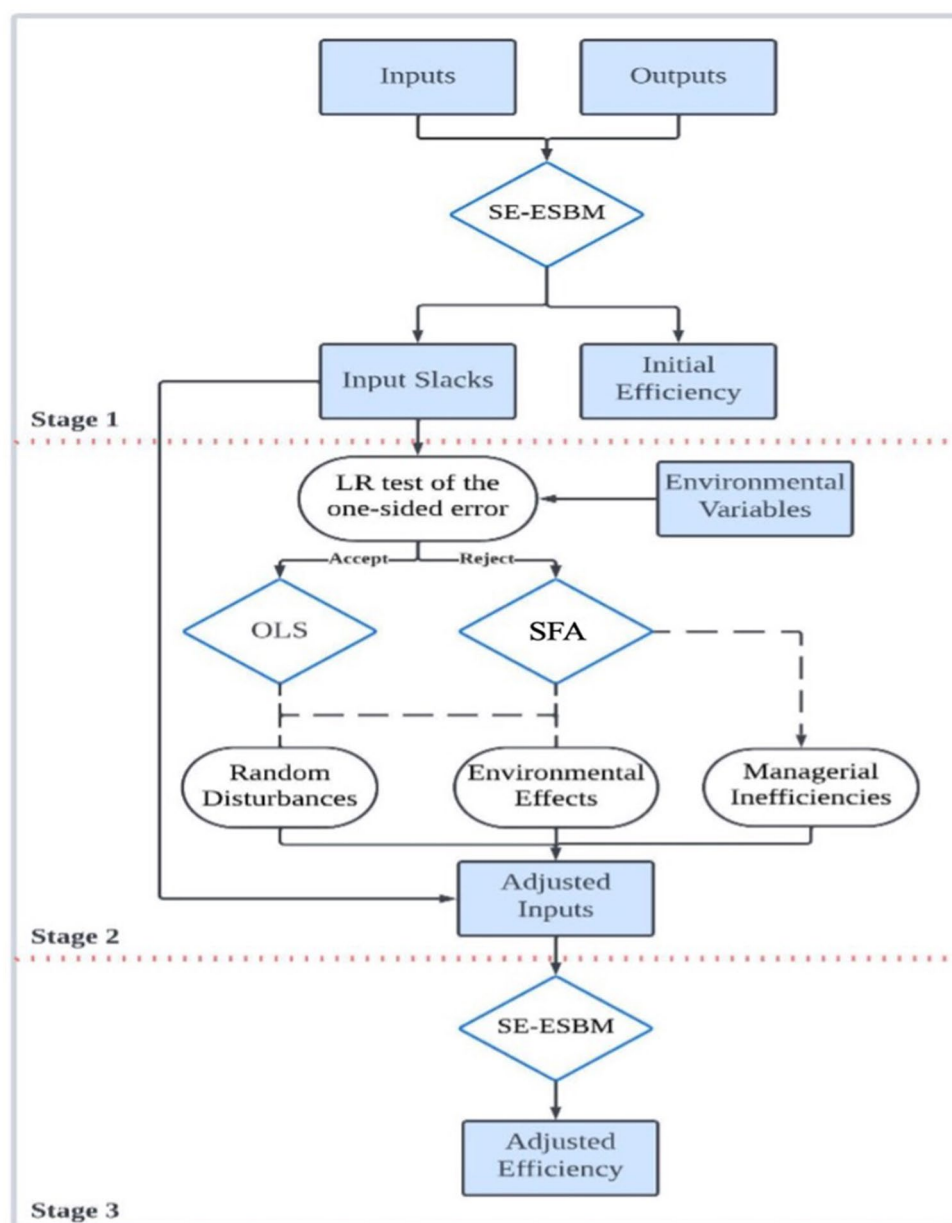 Inputs
Outputs
SE-ESBM
Input Slacks
Initial
Efficiency
Stage 1
LR test of the
one-sided error
Environmental
Variables
Accept
Reject
OLS
SFA
Random
Disturbances
Environmental
Effects
Managerial
Inefficiencies
Adjusted
Inputs
Stage 2
SE-ESBM
Adjusted
Efficiency
Stage 3